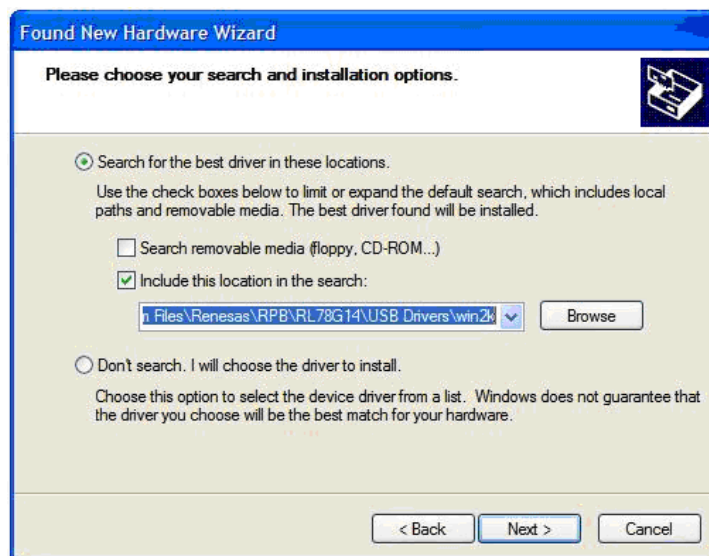 Found New Hardware Wizard
Please choose your search and installation options.
Search for the best driver in these locations.
Use the check boxes below to limit or expand the default search, which includes local
paths and removable media. The best driver found will be installed.
Search removable media (floppy, CD-ROM...)
Include this location in the search:
n Files\Renesas\RPB\RL78G14\USB Drivers\win2k
Browse
Don't search. I will choose the driver to install.
Choose this option to select the device driver from a list. Windows does not guarantee that
the driver you choose will be the best match for your hardware.
< Back
Next >
Cancel